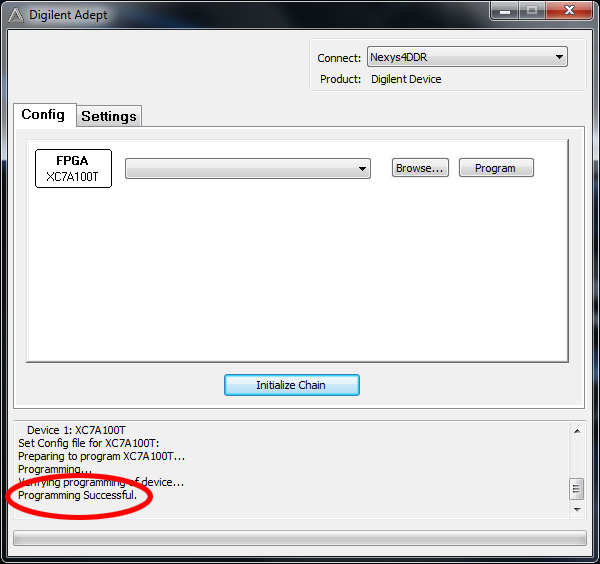 Digilent Adept
Connect: Nexys4DDR
Product: Digilent Device
Config Settings
FPGA
XC7A100T
Browse... Program
Initialize Chain
Device 1: XC7A100T
Set Config file for XC7A100T:
Preparing to program XC7A100T...
Programming...
Verifying programming of device...
Programming Successful.